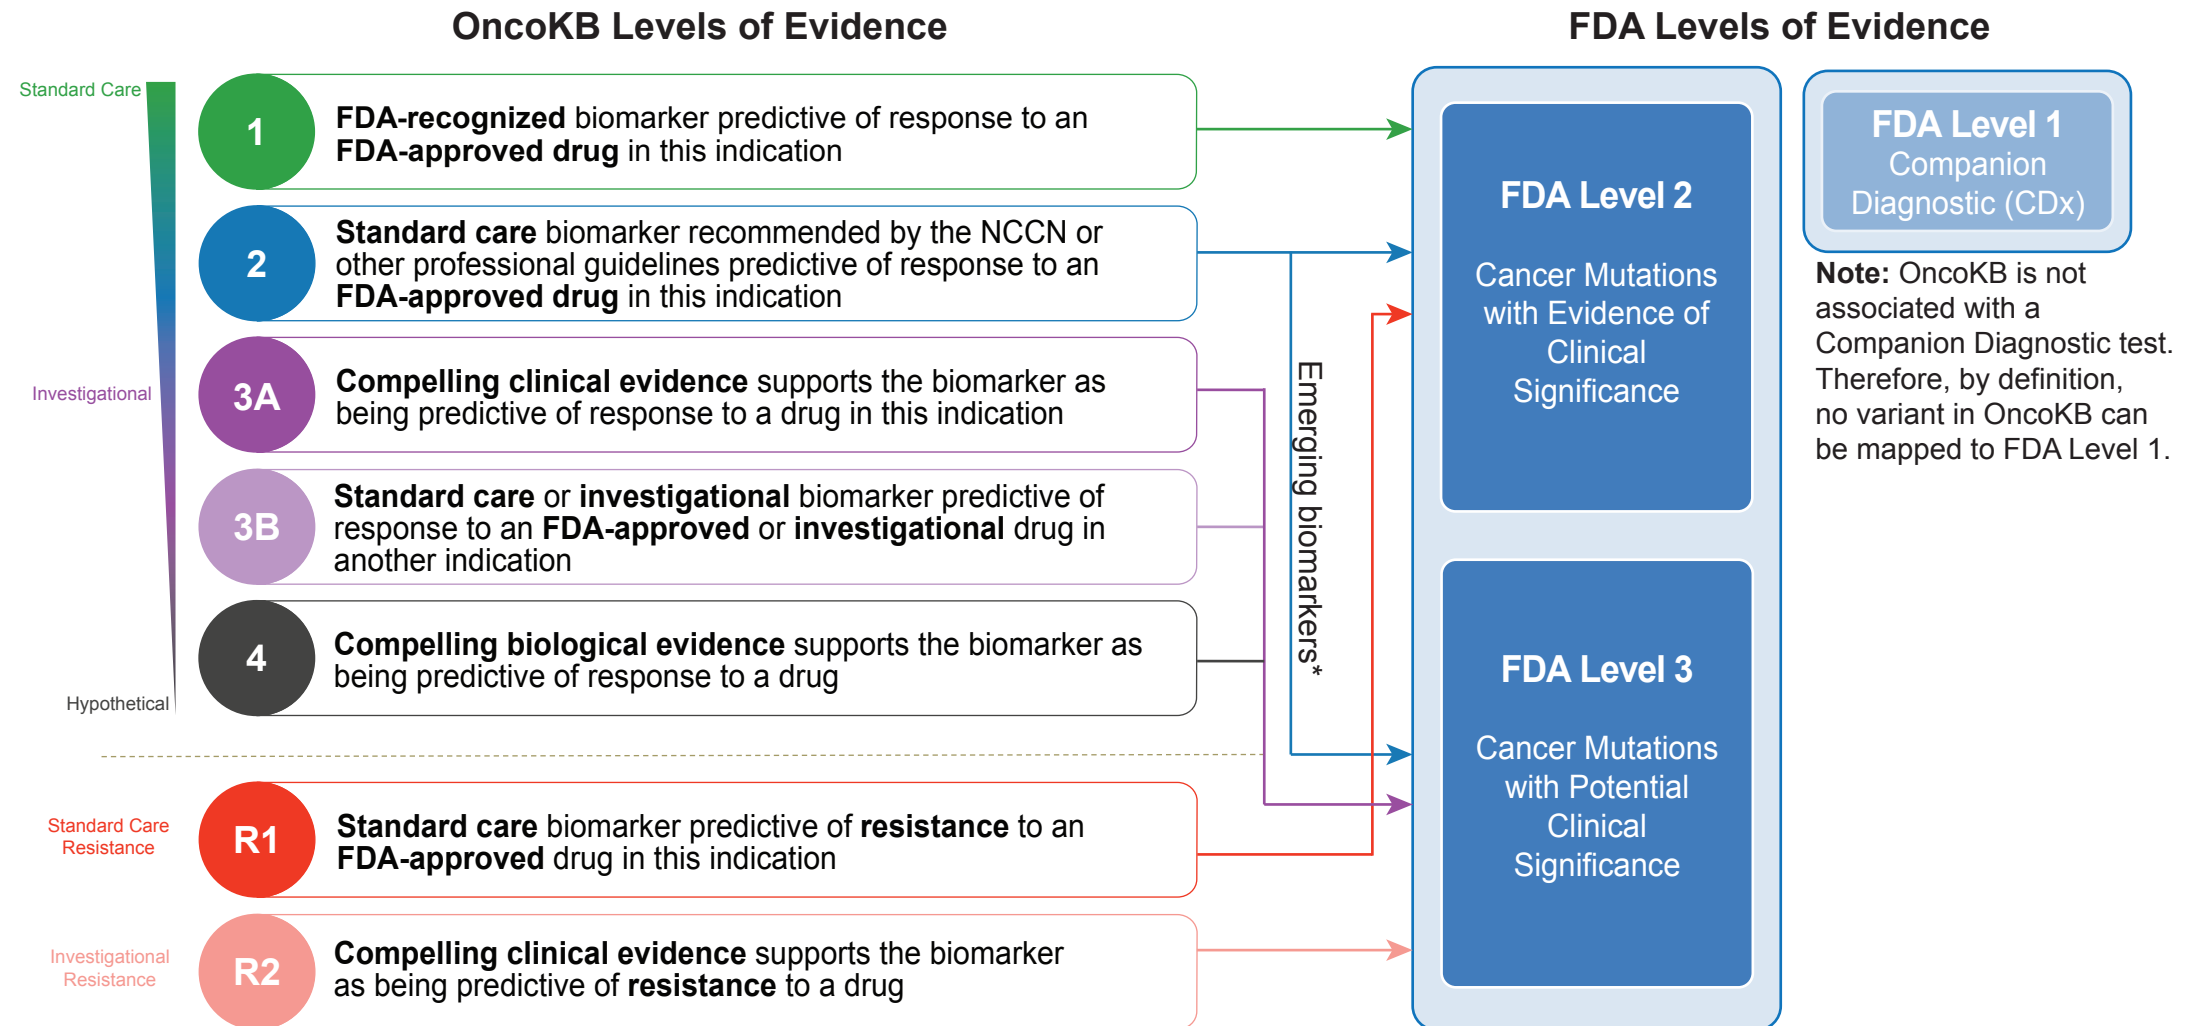 OncoKB Levels of Evidence
FDA Levels of Evidence
Standard Care
Investigational
Hypothetical
1
FDA-recognized biomarker predictive of response to an
FDA-approved drug in this indication
2
Standard care biomarker recommended by the NCCN or
other professional guidelines predictive of response to an
FDA-approved drug in this indication
3A
Compelling clinical evidence supports the biomarker as
being predictive of response to a drug in this indication
3B
Standard care or investigational biomarker predictive of
response to an FDA-approved or investigational drug in
another indication
4
Compelling biological evidence supports the biomarker as
being predictive of response to a drug
Standard Care
Resistance
R1
Standard care biomarker predictive of resistance to an
FDA-approved drug in this indication
Investigational
Resistance
R2
Compelling clinical evidence supports the biomarker
as being predictive of resistance to a drug
Emerging biomarkers*
FDA Level 2
Cancer Mutations
with Evidence of
Clinical
Significance
FDA Level 3
Cancer Mutations
with Potential
Clinical
Significance
FDA Level 1
Companion
Diagnostic (CDx)
Note: OncoKB is not
associated with a
Companion Diagnostic test.
Therefore, by definition,
no variant in OncoKB can
be mapped to FDA Level 1.